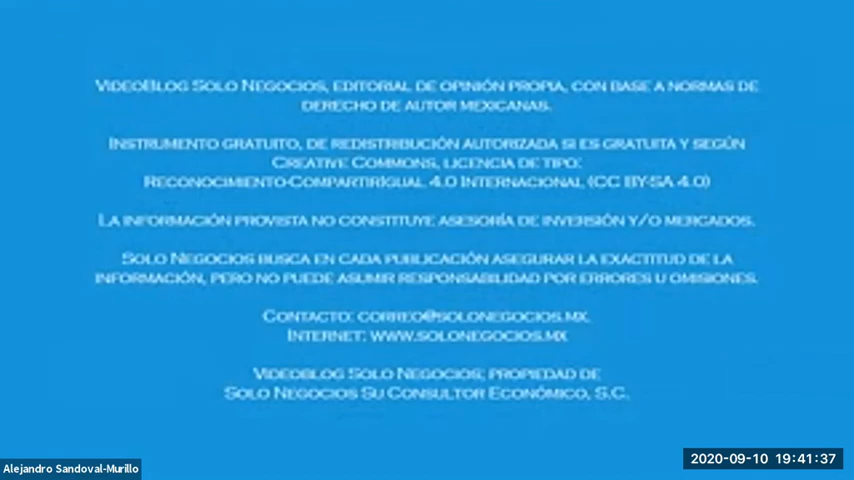 VideoBlog Solo Negocios, editorial de opinión propia, con base a normas de
derecho de autor mexicanas.
Instrumento gratuito, de redistribución autorizada si es gratuita y según
Creative Commons, licencia de tipo:
Reconocimiento-CompartirIgual 4.0 Internacional (CC BY-SA 4.0)
La información provista no constituye asesoría de inversión y/o mercados.
Solo Negocios busca en cada publicación asegurar la exactitud de la
información, pero no puede asumir responsabilidad por errores u omisiones.
Contacto: correo@solonegocios.mx.
Internet: www.solonegocios.mx
Videoblog Solo Negocios; propiedad de
Solo Negocios Su Consultor Económico, S.C.
Alejandro Sandoval-Murillo
2020-09-10 19:41:37